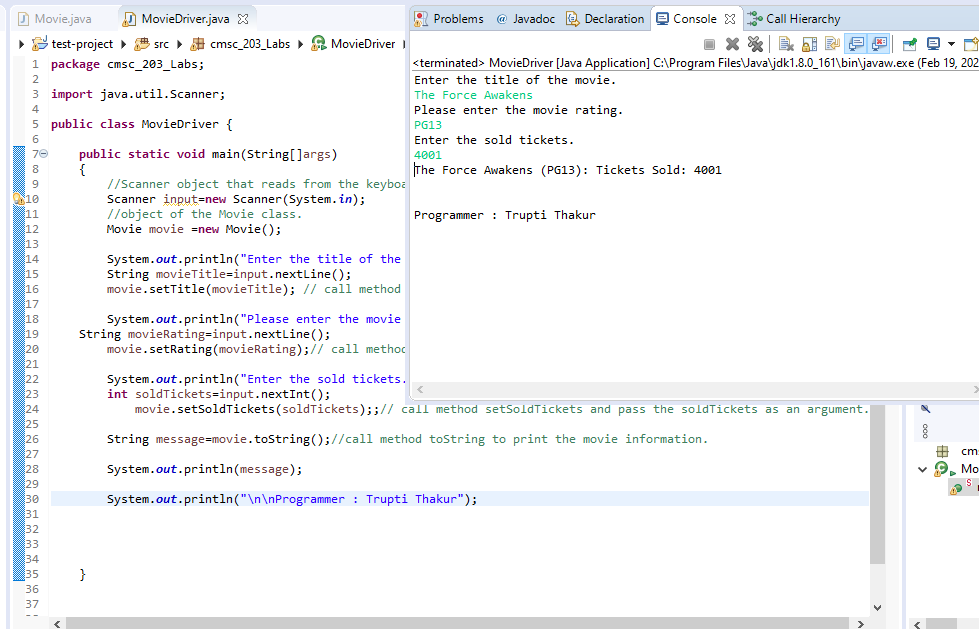 Movie.java
MovieDriver.java
test-project
src
cmsc_203_Labs
MovieDriver
1 package cmsc_203_Labs;
2
3 import java.util.Scanner;
4
5 public class MovieDriver {
6
7 public static void main(String[]args)
8 {
9 //Scanner object that reads from the
10 Scanner input=new Scanner(System.in);
11 //object of the Movie class.
12 Movie movie =new Movie();
13
14 System.out.println("Enter the title of the
15 String movieTitle=input.nextLine();
16 movie.setTitle(movieTitle); // call method
17
18 System.out.println("Please enter the movie
19 String movieRating=input.nextLine();
20 movie.setRating(movieRating);// call method
21
22 System.out.println("Enter the sold tickets.
23 int soldTickets=input.nextInt();
24 movie.setSoldTickets(soldTickets);;// call method setSoldTickets and pass the soldTickets as an argument.
25
26 String message=movie.toString();//call method toString to print the movie information.
27
28 System.out.println(message);
29
30 System.out.println("\n\nProgrammer : Trupti Thakur");
31
32
33
34
35 }
36
37
Problems
@ Javadoc
Declaration
Console
Call Hierarchy
<terminated> MovieDriver [Java Application] C:\Program Files\Java\jdk1.8.0_161\bin\javaw.exe (Feb 19, 202
Enter the title of the movie.
The Force Awakens
Please enter the movie rating.
PG13
Enter the sold tickets.
4001
The Force Awakens (PG13): Tickets Sold: 4001
Programmer : Trupti Thakur
cm
Mo